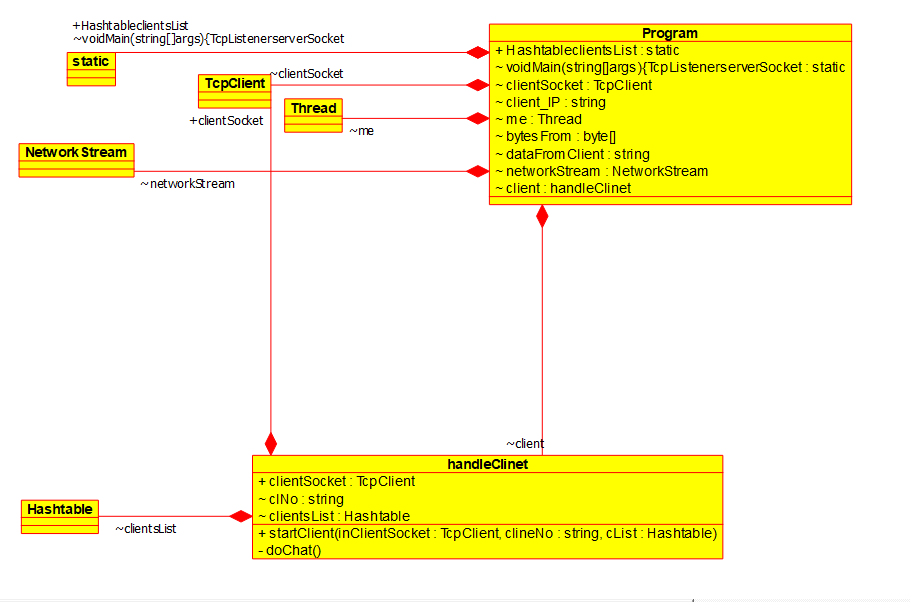 +HashtableclientsList
~voidMain(string[]args){TcpListenerserverSocket
static
~clientSocket
TcpClient
+clientSocket
Thread
~me
NetworkStream
~networkStream
Program
+ HashtableclientsList : static
~ voidMain(string[]args){TcpListenerserverSocket : static
~ clientSocket : TcpClient
~ client_IP : string
~ me : Thread
~ bytesFrom : byte[]
~ dataFromClient : string
~ networkStream : NetworkStream
~ client : handleClinet
~client
handleClinet
+ clientSocket : TcpClient
~ clNo : string
~ clientsList : Hashtable
+ startClient(inClientSocket : TcpClient, clineNo : string, cList : Hashtable)
- doChat()
Hashtable
~clientsList